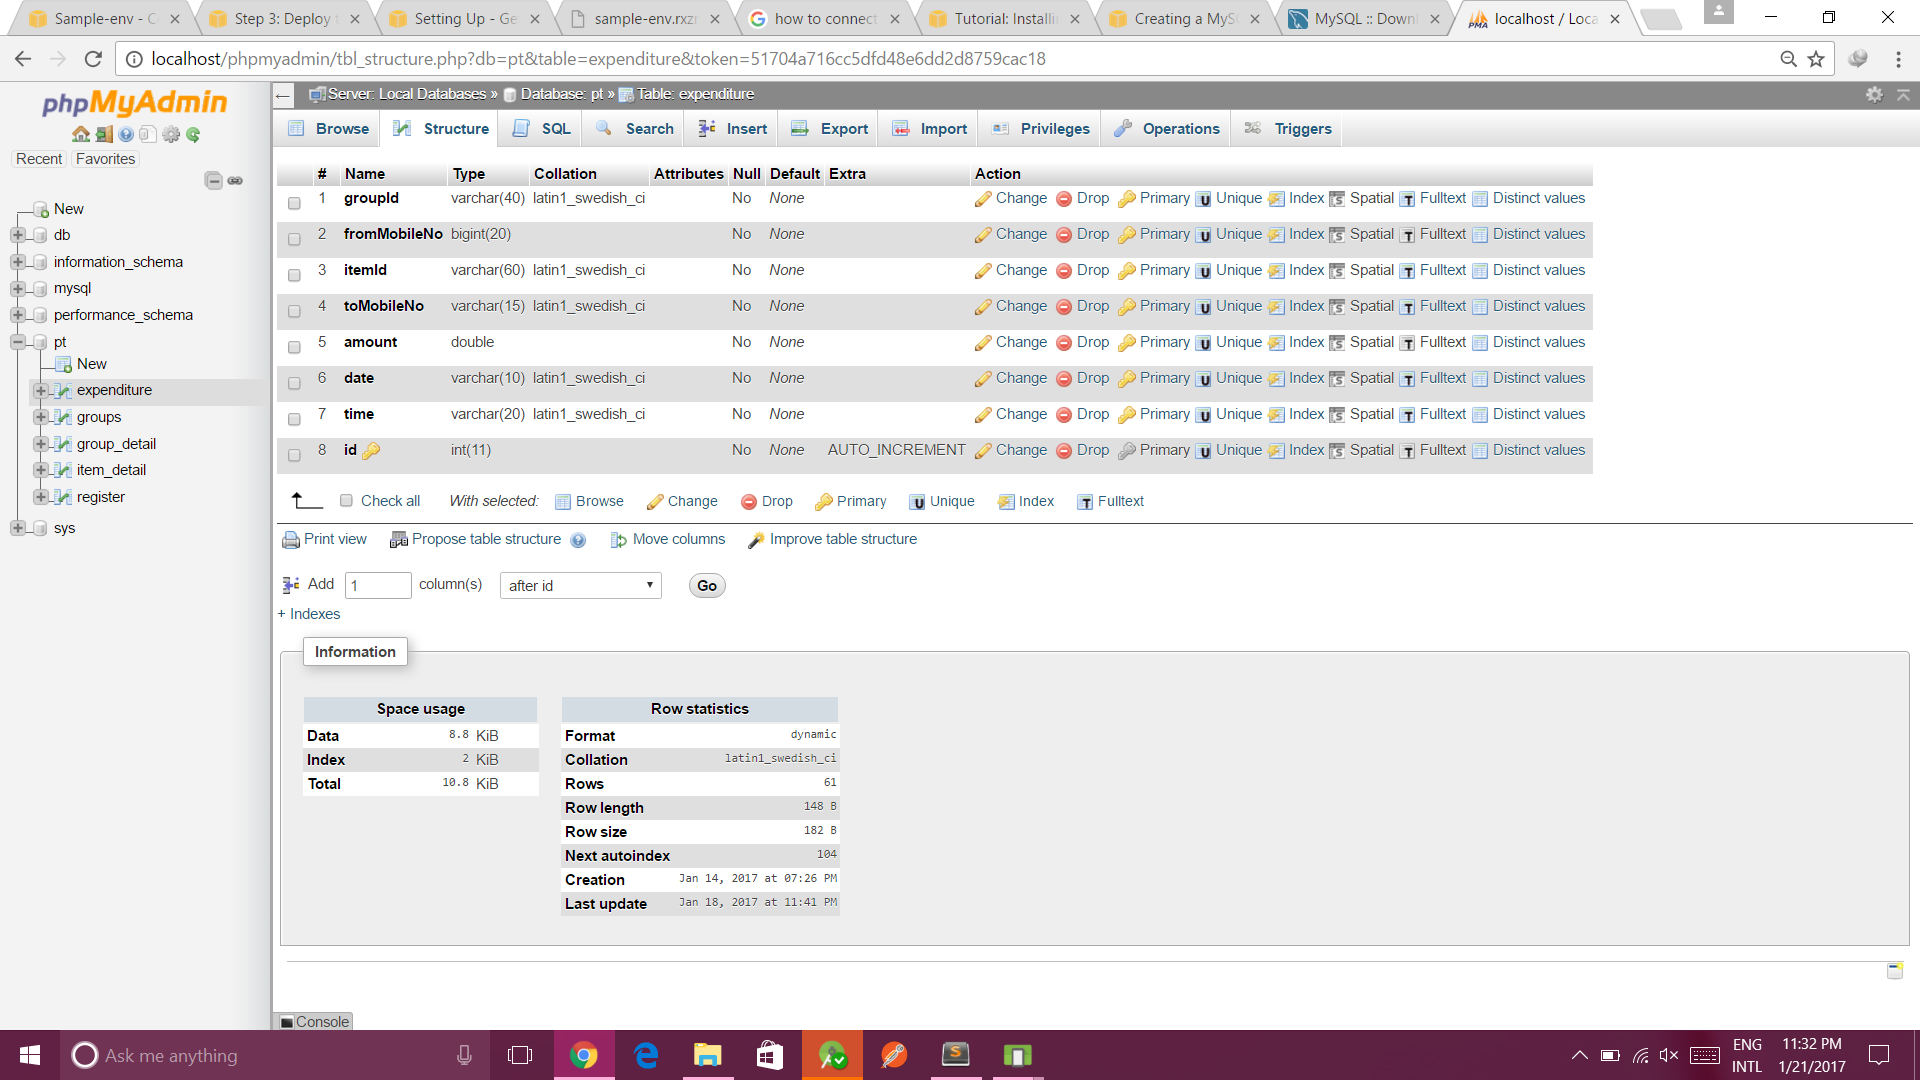 Sample-env - C
Step 3: Deploy t
Setting Up - Ge
sample-env.rxzr
how to connect
Tutorial: Installi
Creating a MyS
MySQL :: Down
localhost / Loca
localhost/phpmyadmin/tbl_structure.php?db=pt&table=expenditure&token=51704a716cc5dfd48e6dd2d8759cac18
phpMyAdmin
Recent Favorites
New
db
information_schema
mysql
performance_schema
pt
New
expenditure
groups
group_detail
item_detail
register
sys
Server: Local Databases » Database: pt » Table: expenditure
Browse Structure SQL Search Insert Export Import Privileges Operations Triggers
# Name Type Collation Attributes Null Default Extra Action
1 groupId varchar(40) latin1_swedish_ci No None Change Drop Primary Unique Index Spatial Fulltext Distinct values
2 fromMobileNo bigint(20) No None Change Drop Primary Unique Index Spatial Fulltext Distinct values
3 itemId varchar(60) latin1_swedish_ci No None Change Drop Primary Unique Index Spatial Fulltext Distinct values
4 toMobileNo varchar(15) latin1_swedish_ci No None Change Drop Primary Unique Index Spatial Fulltext Distinct values
5 amount double No None Change Drop Primary Unique Index Spatial Fulltext Distinct values
6 date varchar(10) latin1_swedish_ci No None Change Drop Primary Unique Index Spatial Fulltext Distinct values
7 time varchar(20) latin1_swedish_ci No None Change Drop Primary Unique Index Spatial Fulltext Distinct values
8 id int(11) No None AUTO_INCREMENT Change Drop Primary Unique Index Spatial Fulltext Distinct values
Check all With selected: Browse Change Drop Primary Unique Index Fulltext
Print view Propose table structure Move columns Improve table structure
Add 1 column(s) after id Go
+ Indexes
Information
Space usage
Data 8.8 KiB
Index 2 KiB
Total 10.8 KiB
Row statistics
Format dynamic
Collation latin1_swedish_ci
Rows 61
Row length 148 B
Row size 182 B
Next autoindex 104
Creation Jan 14, 2017 at 07:26 PM
Last update Jan 18, 2017 at 11:41 PM
Console
Ask me anything
ENG
INTL
11:32 PM
1/21/2017